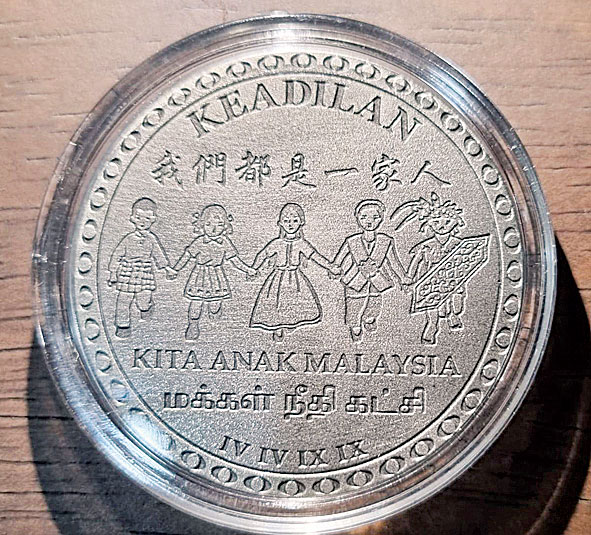 KEADILAN
我們都是一家人
KITA ANAK MALAYSIA
மக்கள் நீதி கட்சி
IV IV IX IX